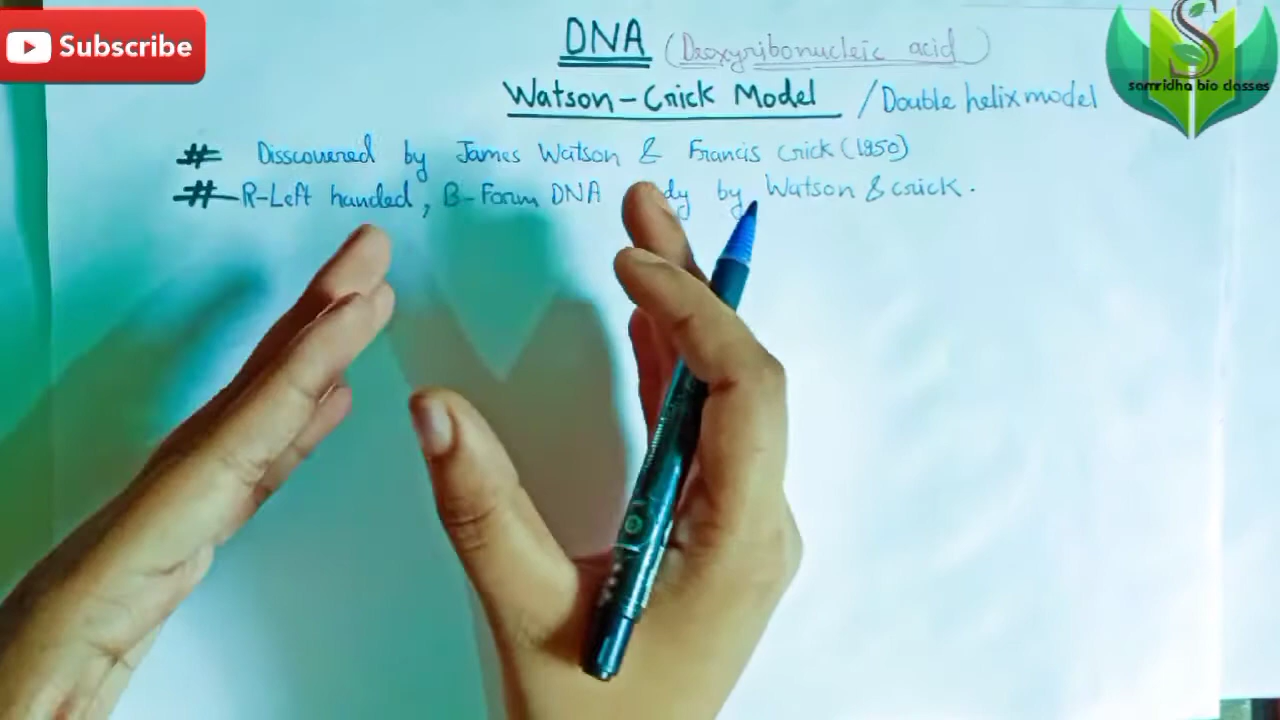 Subscribe
DNA (Deoxyribonucleic acid)
Watson-Crick Model / Double helix model
samridha bio classes
# Disscovered by James Watson & Francis Crick (1950)
# R-Left handed, B-Form DNA by Watson & crick.